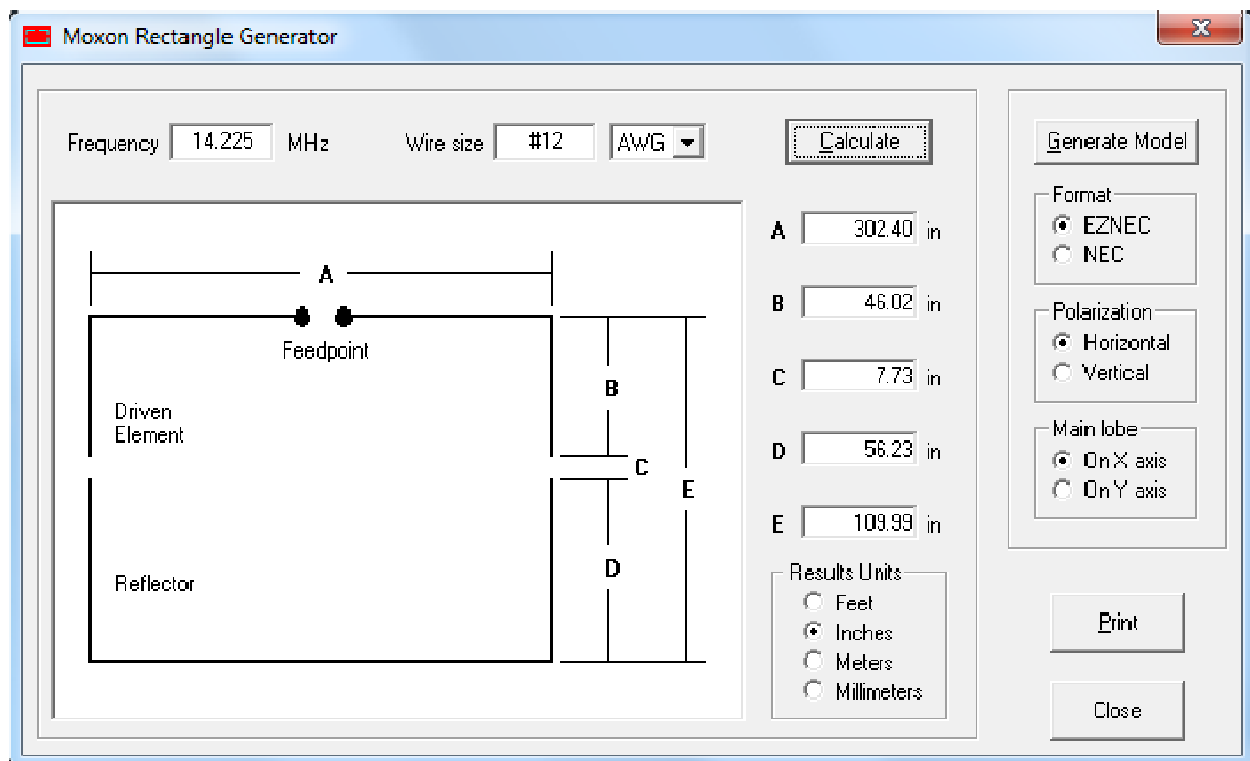 Moxon Rectangle Generator
Frequency 14.225 MHz Wire size #12 AWG Calculate
Generate Model
A
Feedpoint
Driven
Element
Reflector
B
C
D
E
A 302.40 in
B 46.02 in
C 7.73 in
D 56.23 in
E 109.99 in
Results Units
Feet
Inches
Meters
Millimeters
Format
EZNEC
NEC
Polarization
Horizontal
Vertical
Main lobe
On X axis
On Y axis
Print
Close